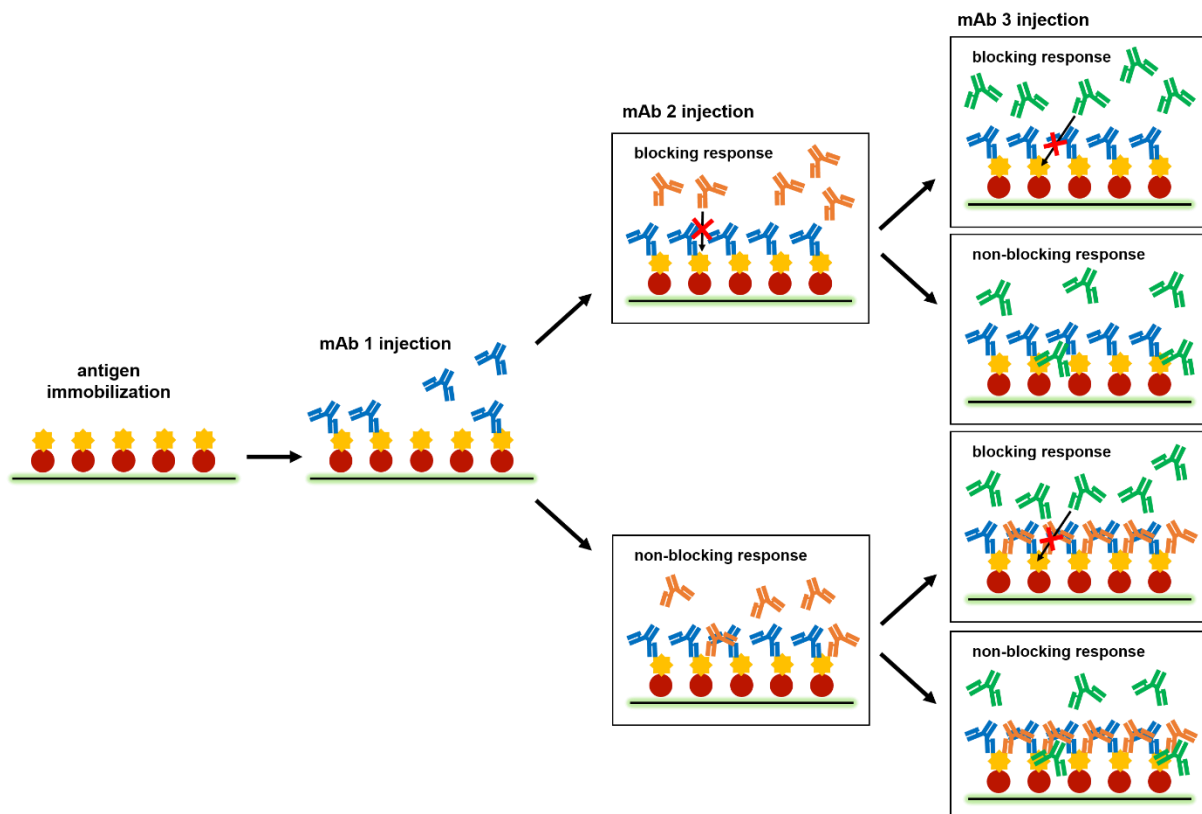 antigen
immobilization
mAb 1 injection
mAb 2 injection
blocking response
non-blocking response
mAb 3 injection
blocking response
non-blocking response
blocking response
non-blocking response